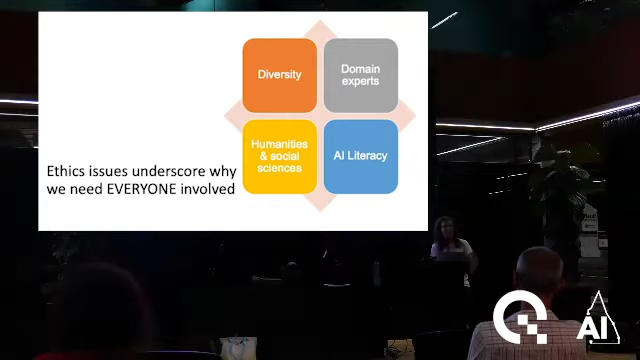 Diversity
Domain
experts
Humanities
& social
sciences
AI Literacy
Ethics issues underscore why
we need EVERYONE involved
AI